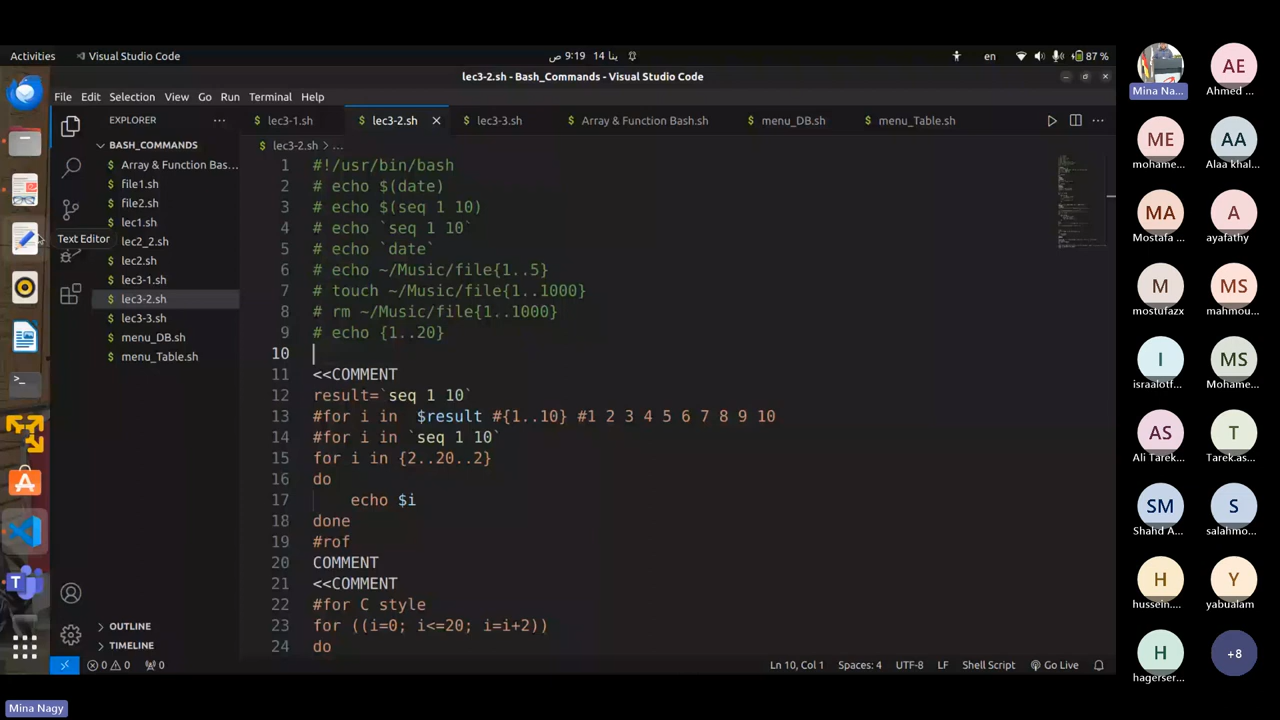 Activities
Visual Studio Code
9:19 ص 14 ينا
en
87 %
lec3-2.sh - Bash_Commands - Visual Studio Code
File Edit Selection View Go Run Terminal Help
EXPLORER
lec3-1.sh
lec3-2.sh
lec3-3.sh
Array & Function Bash.sh
menu_DB.sh
menu_Table.sh
BASH_COMMANDS
Array & Function Bas...
file1.sh
file2.sh
lec1.sh
lec2_2.sh
lec2.sh
lec3-1.sh
lec3-2.sh
lec3-3.sh
menu_DB.sh
menu_Table.sh
OUTLINE
TIMELINE
Text Editor
lec3-2.sh > ...
1 #!/usr/bin/bash
2 # echo $(date)
3 # echo $(seq 1 10)
4 # echo `seq 1 10`
5 # echo `date`
6 # echo ~/Music/file{1..5}
7 # touch ~/Music/file{1..1000}
8 # rm ~/Music/file{1..1000}
9 # echo {1..20}
10
11 <<COMMENT
12 result=`seq 1 10`
13 #for i in  $result #{1..10} #1 2 3 4 5 6 7 8 9 10
14 #for i in `seq 1 10`
15 for i in {2..20..2}
16 do
17     echo $i
18 done
19 #rof
20 COMMENT
21 <<COMMENT
22 #for C style
23 for ((i=0; i<=20; i=i+2))
24 do
0 0 0
Ln 10, Col 1 Spaces: 4 UTF-8 LF Shell Script Go Live
Mina Na...
AE
Ahmed ...
ME
mohame...
AA
Alaa khal...
MA
Mostafa ...
A
ayafathy
M
mostufazx
MS
mahmou...
I
israalotf...
MS
Mohame...
AS
Ali Tarek...
T
Tarek.as...
SM
Shahd A...
S
salahmo...
H
hussein....
Y
yabualam
H
hagerser...
+8
Mina Nagy